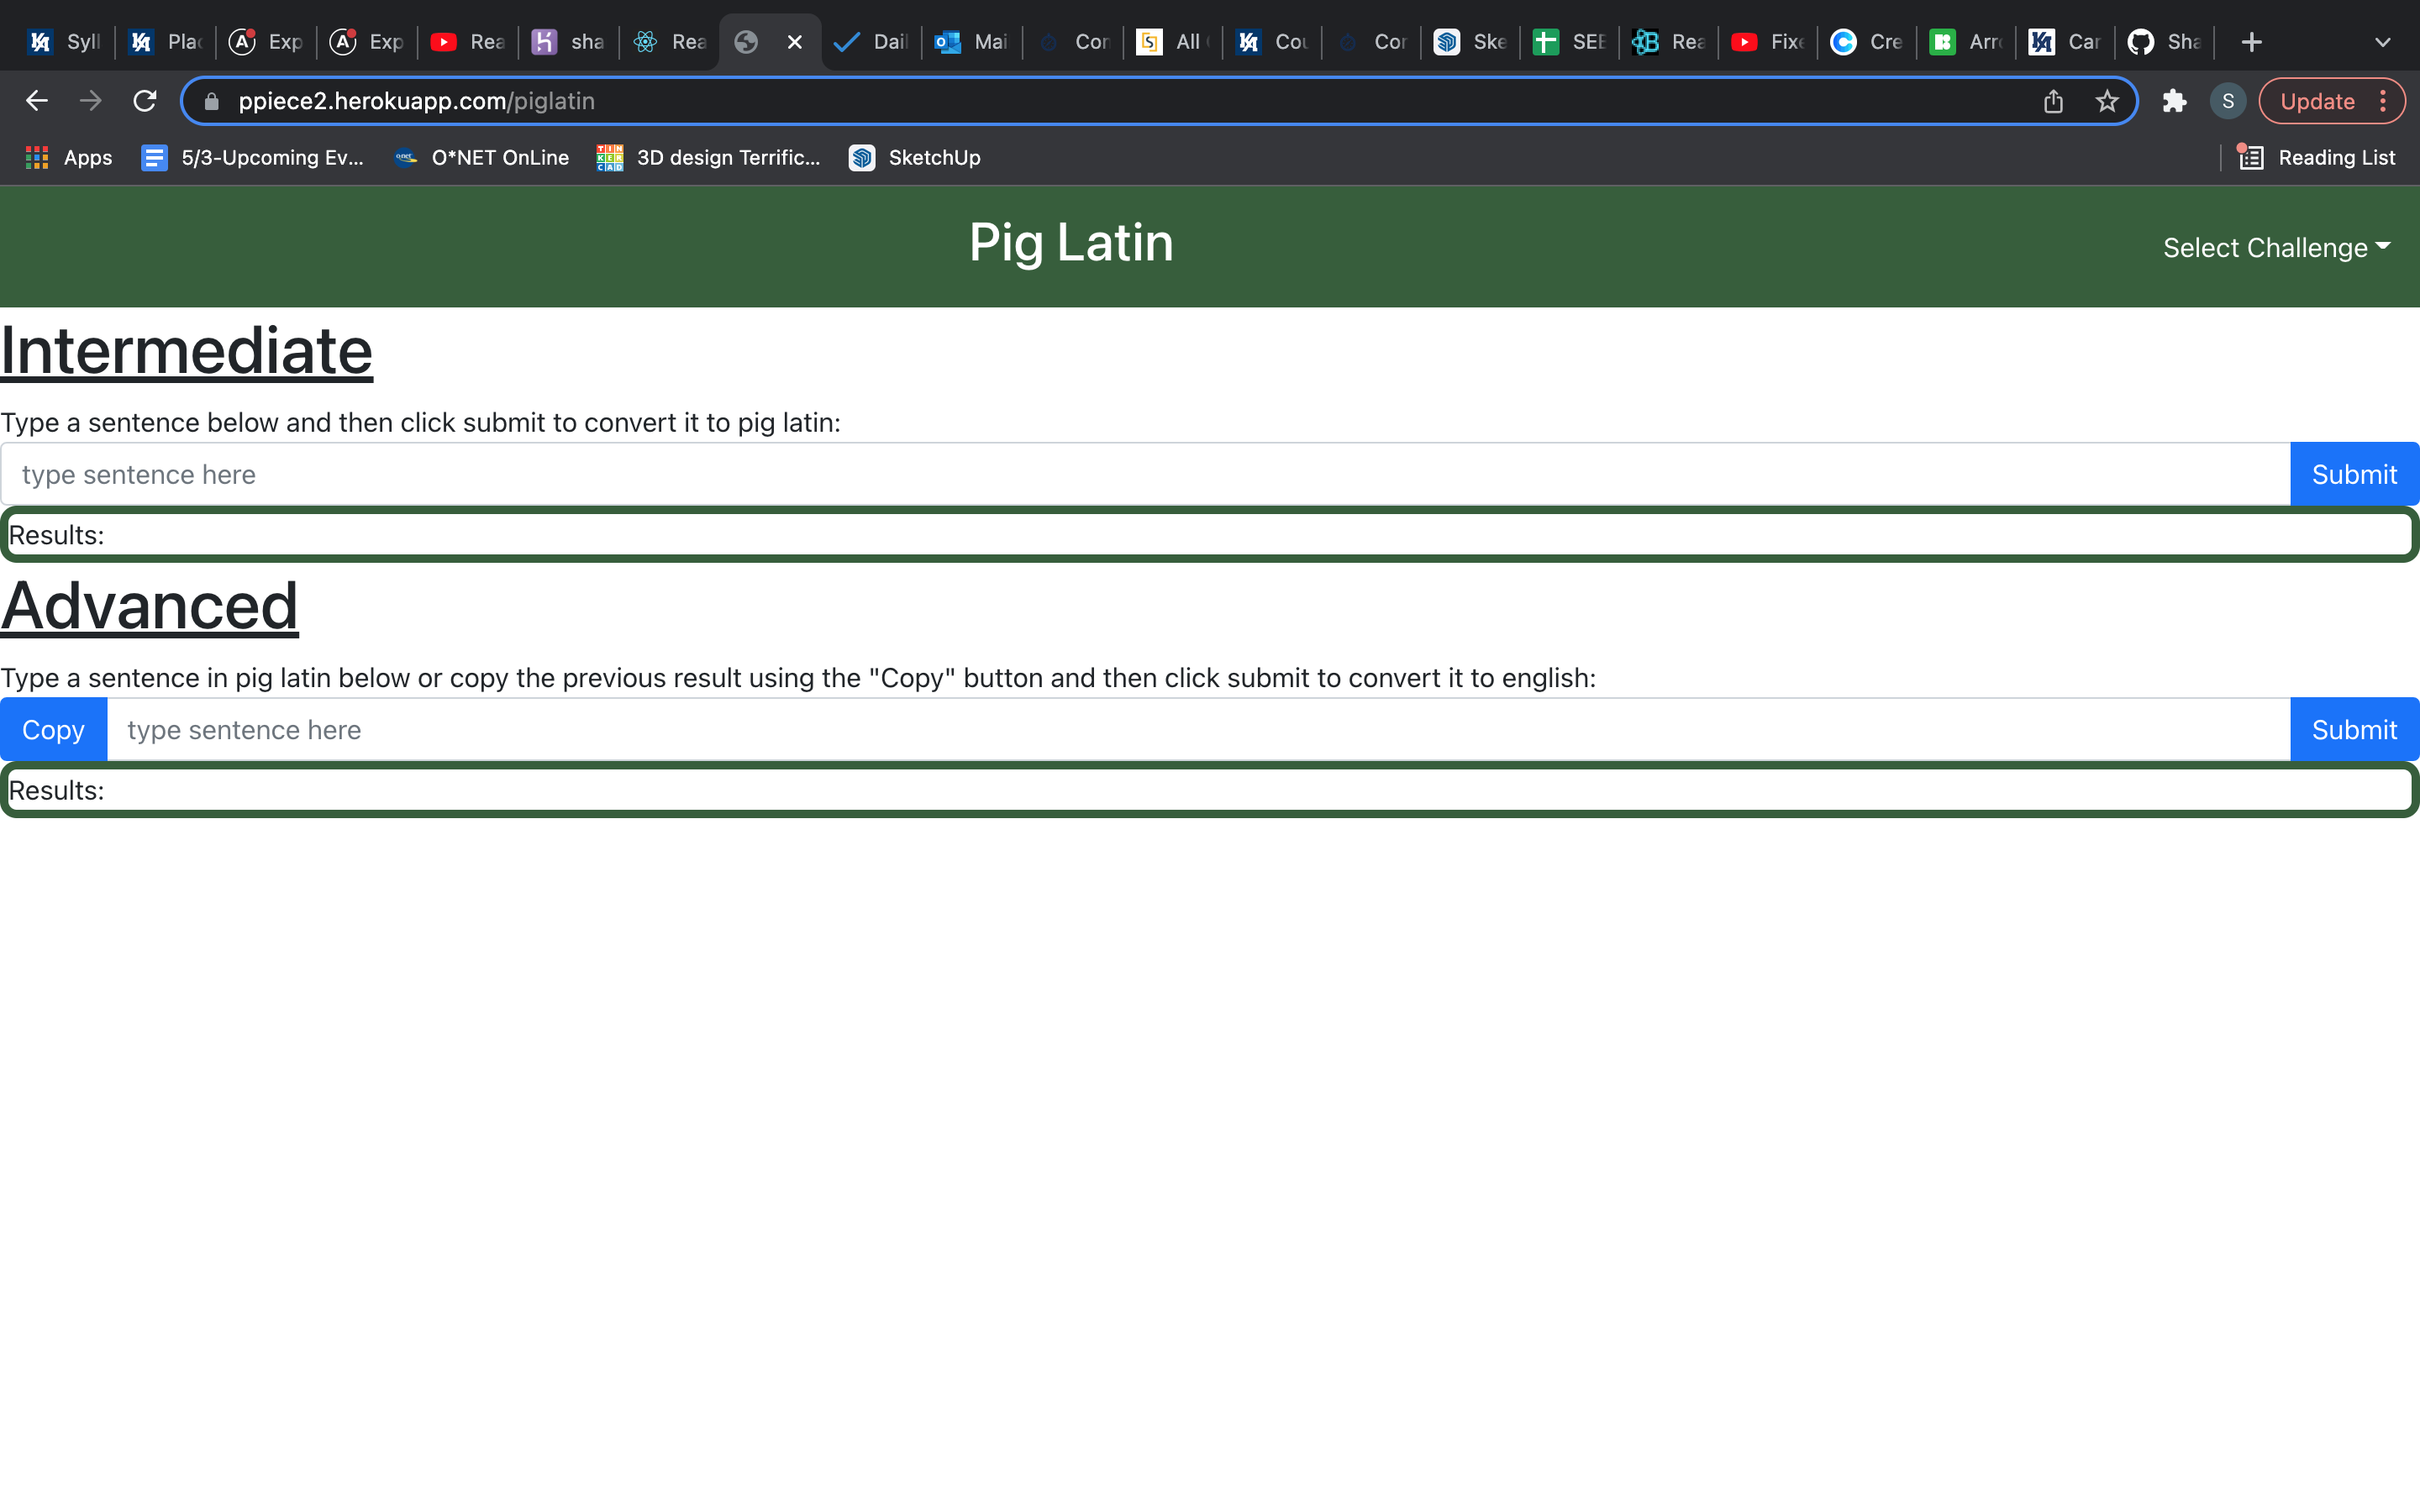 Syll Plac Exp Exp Rea sha Rea Dail Mai Con All Cou Cor Ske SEE Rea Fixe Cre Arro Car Sha
ppiece2.herokuapp.com/piglatin S Update
Apps 5/3-Upcoming Ev... O*NET OnLine 3D design Terrific... SketchUp Reading List
Pig Latin
Select Challenge
Intermediate
Type a sentence below and then click submit to convert it to pig latin:
type sentence here Submit
Results:
Advanced
Type a sentence in pig latin below or copy the previous result using the "Copy" button and then click submit to convert it to english:
Copy type sentence here Submit
Results: